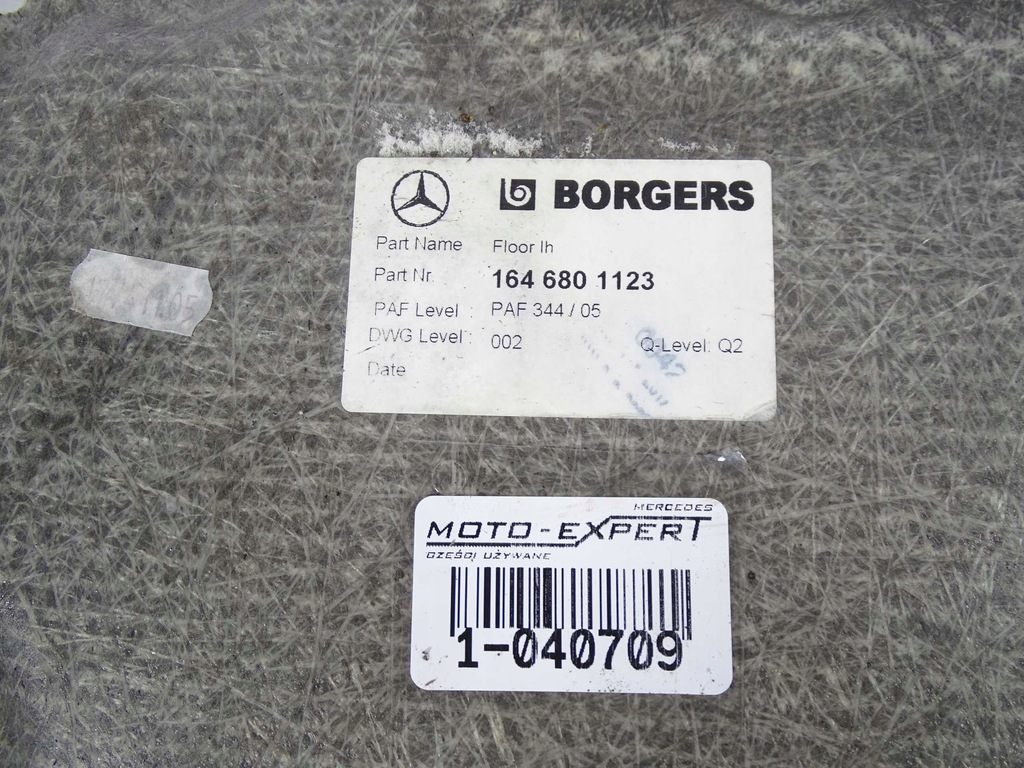 BORGERS
Part Name Floor lh
Part Nr. 164 680 1123
PAF Level : PAF 344 / 05
DWG Level : 002 Q-Level: Q2
Date
MERCEDES
MOTO-EXPERT
CZĘŚCI UŻYWANE
1-040709